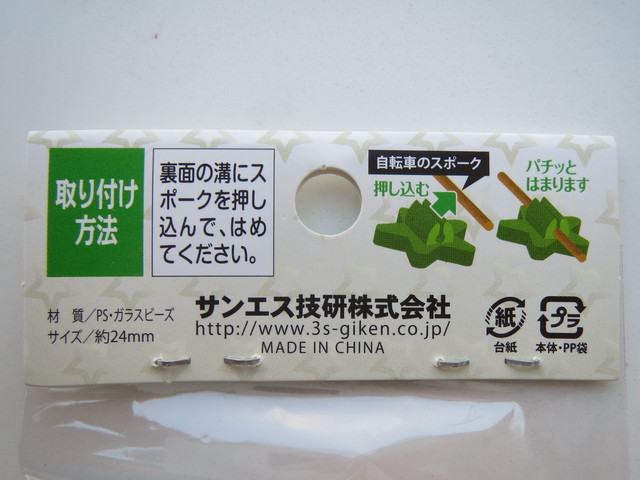 取り付け
方法
裏面の溝にス
ポークを押し
込んで、はめ
てください。
自転車のスポーク
押し込む
パチッと
はまります
材 質／PS・ガラスビーズ
サイズ／約24mm
サンエス技研株式会社
http://www.3s-giken.co.jp/
MADE IN CHINA
紙
台紙
プラ
本体・PP袋